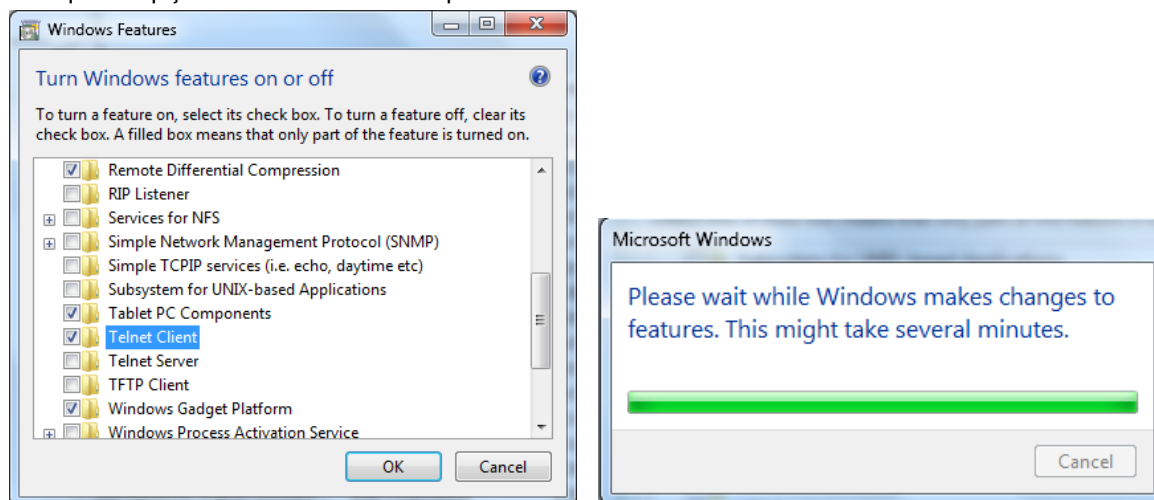 Windows Features
Turn Windows features on or off
To turn a feature on, select its check box. To turn a feature off, clear its
check box. A filled box means that only part of the feature is turned on.
Remote Differential Compression
RIP Listener
Services for NFS
Simple Network Management Protocol (SNMP)
Simple TCPIP services (i.e. echo, daytime etc)
Subsystem for UNIX-based Applications
Tablet PC Components
Telnet Client
Telnet Server
TFTP Client
Windows Gadget Platform
Windows Process Activation Service
OK
Cancel
Microsoft Windows
Please wait while Windows makes changes to
features. This might take several minutes.
Cancel